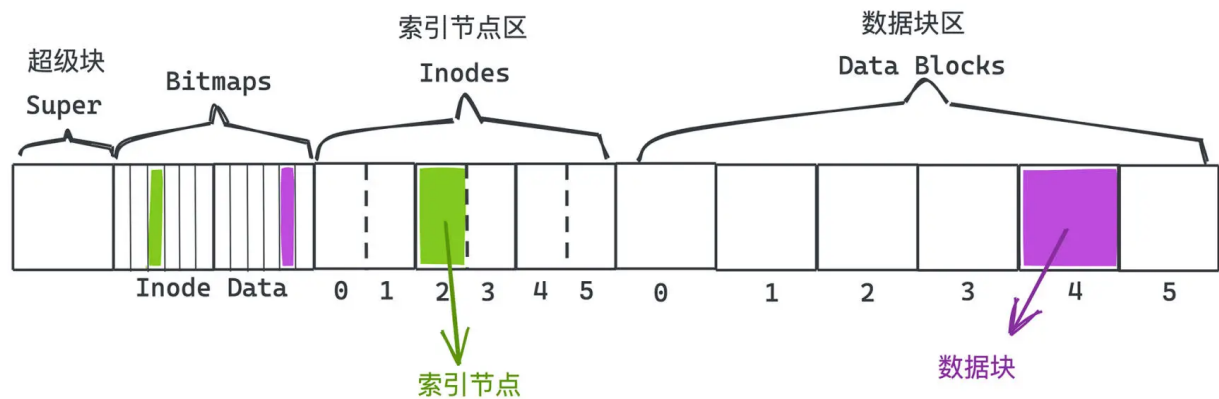 超级块
Super
Bitmaps
索引节点区
Inodes
数据块区
Data Blocks
Inode Data
0 1 2 3 4 5
0 1 2 3 4 5
索引节点
数据块